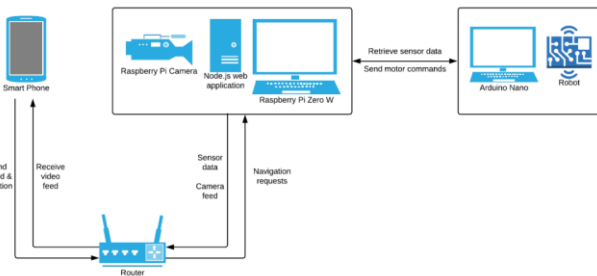 Smart Phone
Raspberry Pi Camera
Node.js web
application
Raspberry Pi Zero W
Retrieve sensor data
Send motor commands
Arduino Nano
Robot
Receive
video
feed
Sensor
data
Camera
feed
Navigation
requests
Router